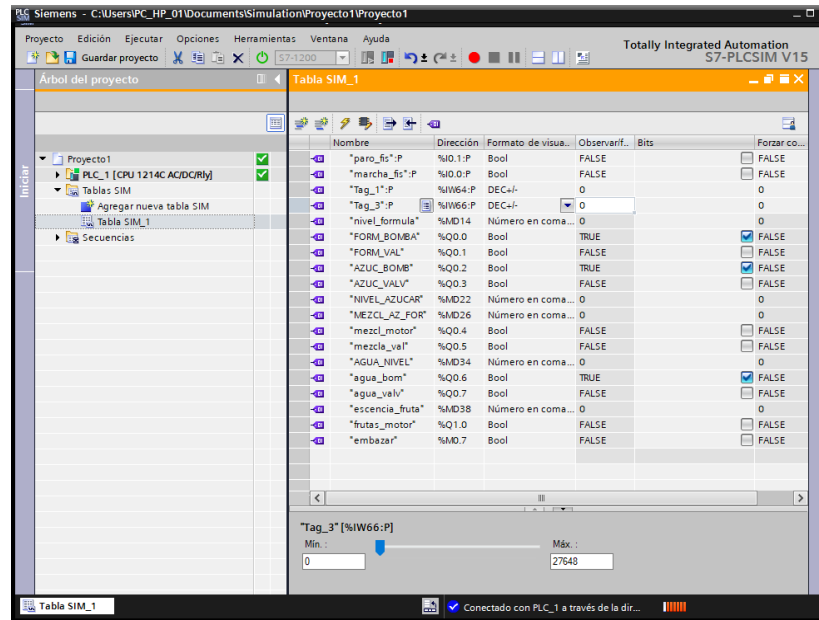 Siemens - C:\Users\PC_HP_01\Documents\Simulation\Proyecto1\Proyecto1
Proyecto Edición Ejecutar Opciones Herramientas Ventana Ayuda
Totally Integrated Automation
S7-PLCSIM V15
Guardar proyecto S7-1200
Árbol del proyecto
Tabla SIM_1
Iniciar
Proyecto1
PLC_1 [CPU 1214C AC/DC/Rly]
Tablas SIM
Agregar nueva tabla SIM
Tabla SIM_1
Secuencias
Nombre Dirección Formato de visua... Observar/f... Bits Forzar co...
"paro_fis":P %I0.1:P Bool FALSE FALSE
"marcha_fis":P %I0.0:P Bool FALSE FALSE
"Tag_1":P %IW64:P DEC+/- 0 0
"Tag_3":P %IW66:P DEC+/- 0 0
"nivel_formula" %MD14 Número en coma... 0 0
"FORM_BOMBA" %Q0.0 Bool TRUE FALSE
"FORM_VAL" %Q0.1 Bool FALSE FALSE
"AZUC_BOMB" %Q0.2 Bool TRUE FALSE
"AZUC_VALV" %Q0.3 Bool FALSE FALSE
"NIVEL_AZUCAR" %MD22 Número en coma... 0 0
"MEZCL_AZ_FOR" %MD26 Número en coma... 0 0
"mezcl_motor" %Q0.4 Bool FALSE FALSE
"mezcla_val" %Q0.5 Bool FALSE FALSE
"AGUA_NIVEL" %MD34 Número en coma... 0 0
"agua_bom" %Q0.6 Bool TRUE FALSE
"agua_valv" %Q0.7 Bool FALSE FALSE
"escencia_fruta" %MD38 Número en coma... 0 0
"frutas_motor" %Q1.0 Bool FALSE FALSE
"embazar" %M0.7 Bool FALSE FALSE
"Tag_3" [%IW66:P]
Mín. : Máx. :
0 27648
Tabla SIM_1
Conectado con PLC_1 a través de la dir...